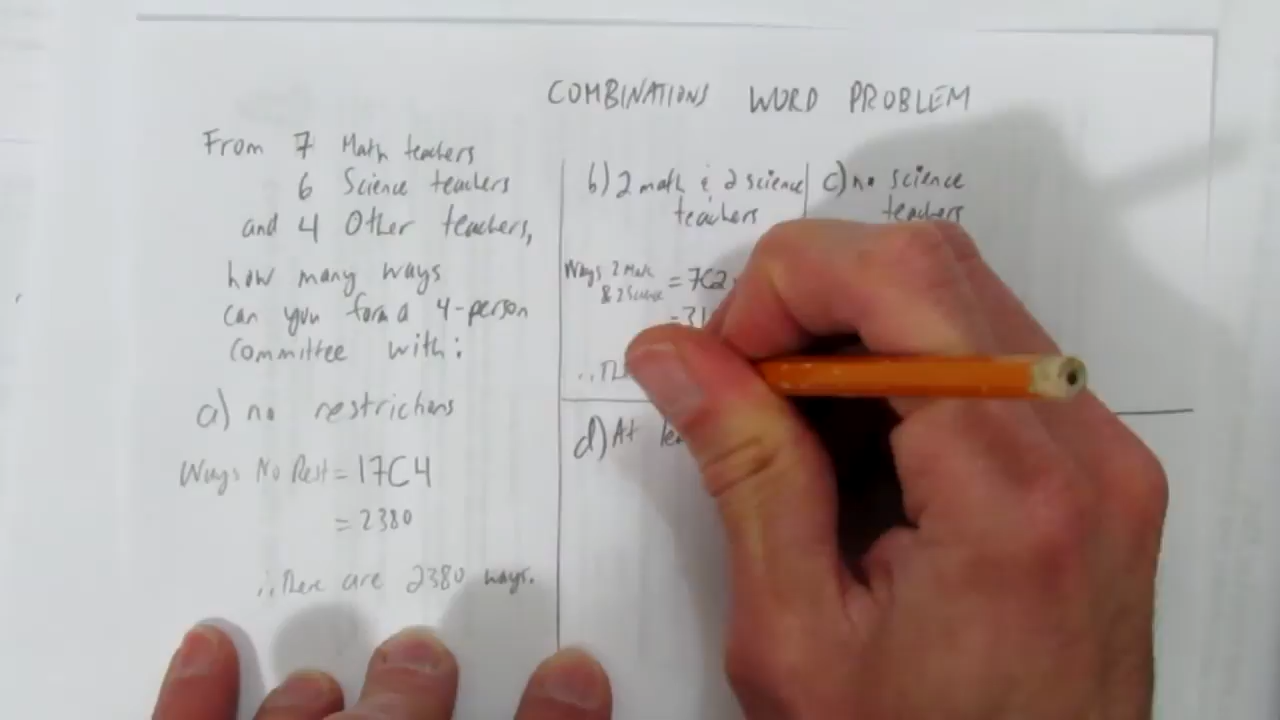 COMBINATIONS WORD PROBLEM
From 7 Math teachers
6 Science teachers
and 4 Other teachers,
how many ways
can you form a 4-person
committee with:
a) no restrictions
Ways No Rest = 17C4
= 2380
∴ There are 2380 ways.
b) 2 math & 2 science
teachers
Ways 2 Math
& 2 Science = 7C2
= 31
∴
d) At
c) no science
teachers